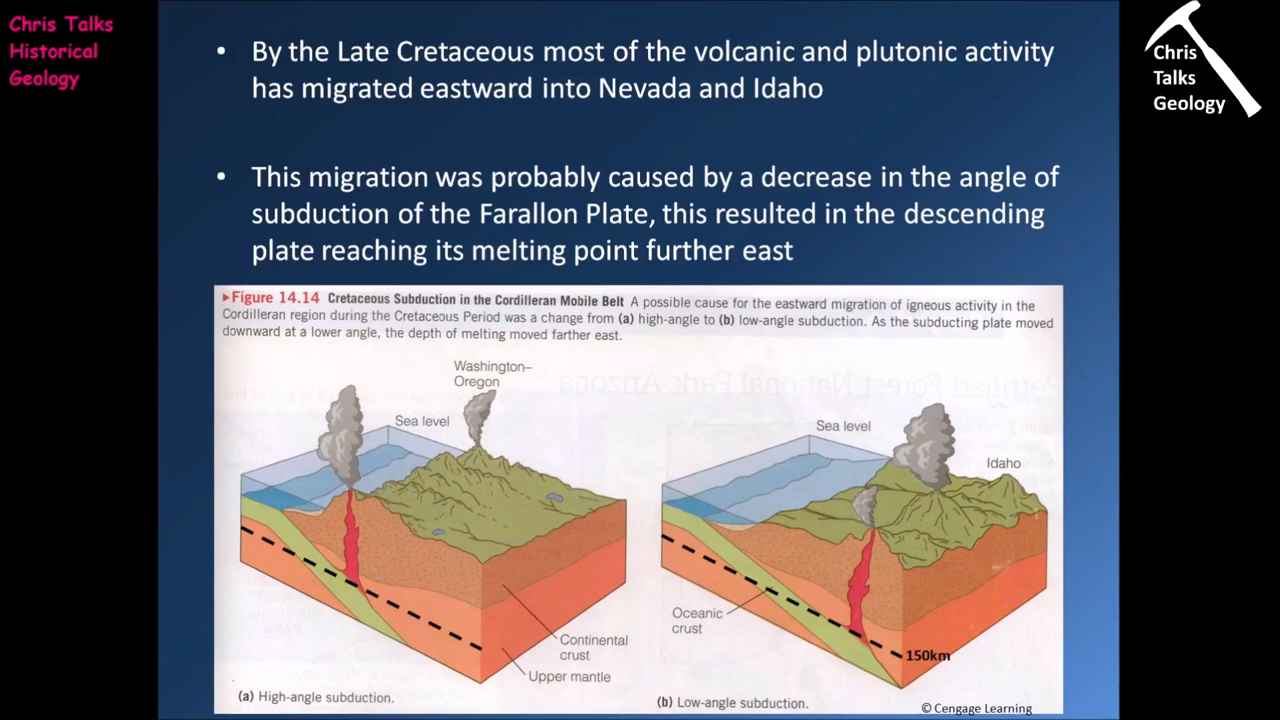 Chris Talks
Historical
Geology
Chris
Talks
Geology
• By the Late Cretaceous most of the volcanic and plutonic activity
has migrated eastward into Nevada and Idaho
• This migration was probably caused by a decrease in the angle of
subduction of the Farallon Plate, this resulted in the descending
plate reaching its melting point further east
▸Figure 14.14 Cretaceous Subduction in the Cordilleran Mobile Belt A possible cause for the eastward migration of igneous activity in the
Cordilleran region during the Cretaceous Period was a change from (a) high-angle to (b) low-angle subduction. As the subducting plate moved
downward at a lower angle, the depth of melting moved farther east.
Washington–
Oregon
Sea level
Continental
crust
Upper mantle
(a) High-angle subduction.
Petrified Forest National Park, Arizona
Sea level
Idaho
Oceanic
crust
150km
(b) Low-angle subduction.
© Cengage Learning